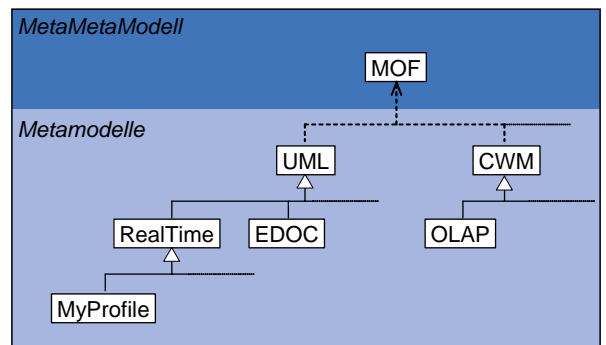 MetaMetaModell
MOF
Metamodelle
UML
CWM
RealTime
EDOC
OLAP
MyProfile